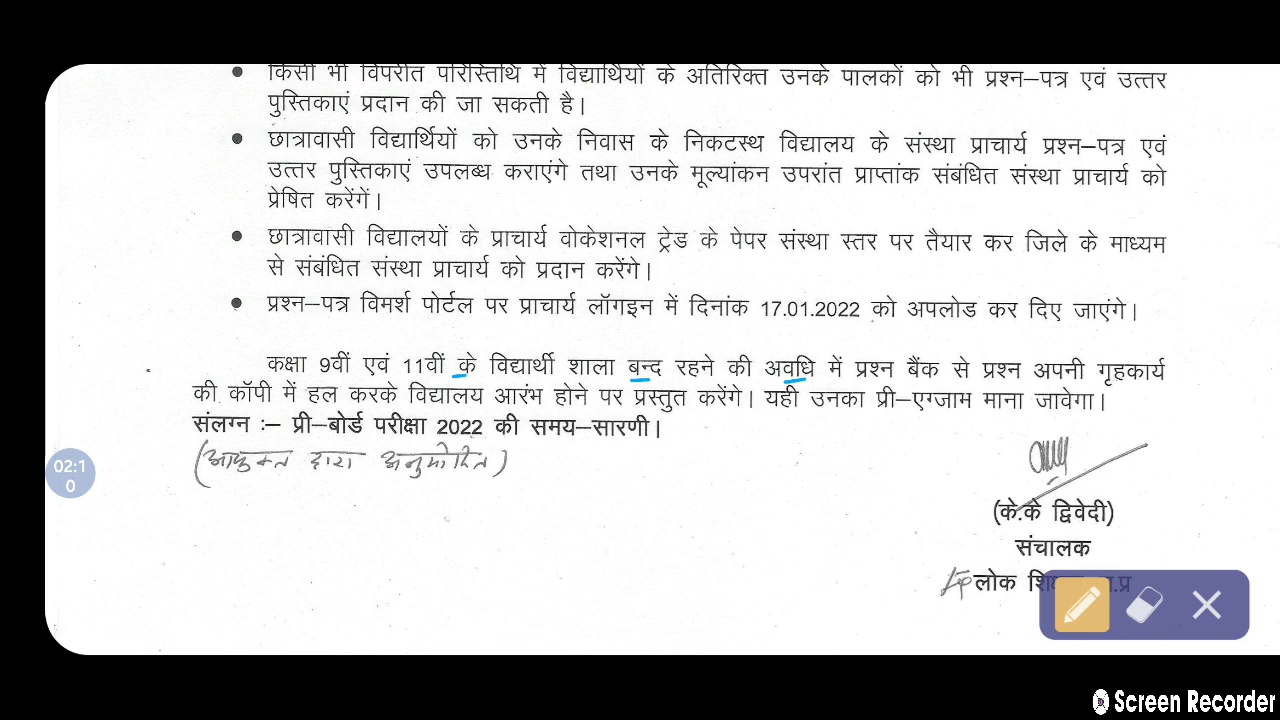 किसी भी विपरीत परिस्तिथि में विद्यार्थियों के अतिरिक्त उनके पालकों को भी प्रश्न–पत्र एवं उत्तर
पुस्तिकाएं प्रदान की जा सकती है।
छात्रावासी विद्यार्थियों को उनके निवास के निकटस्थ विद्यालय के संस्था प्राचार्य प्रश्न–पत्र एवं
उत्तर पुस्तिकाएं उपलब्ध कराएंगे तथा उनके मूल्यांकन उपरांत प्राप्तांक संबंधित संस्था प्राचार्य को
प्रेषित करेंगें।
छात्रावासी विद्यालयों के प्राचार्य वोकेशनल ट्रेड के पेपर संस्था स्तर पर तैयार कर जिले के माध्यम
से संबंधित संस्था प्राचार्य को प्रदान करेंगे।
प्रश्न–पत्र विमर्श पोर्टल पर प्राचार्य लॉगइन में दिनांक 17.01.2022 को अपलोड कर दिए जाएंगे।
कक्षा 9वीं एवं 11वीं के विद्यार्थी शाला बन्द रहने की अवधि में प्रश्न बैंक से प्रश्न अपनी गृहकार्य
की कॉपी में हल करके विद्यालय आरंभ होने पर प्रस्तुत करेंगे। यही उनका प्री–एग्जाम माना जावेगा।
संलग्न :– प्री–बोर्ड परीक्षा 2022 की समय–सारणी।
(आयुक्त द्वारा अनुमोदित)
02:1
0
(के.के द्विवेदी)
संचालक
लोक
Screen Recorder